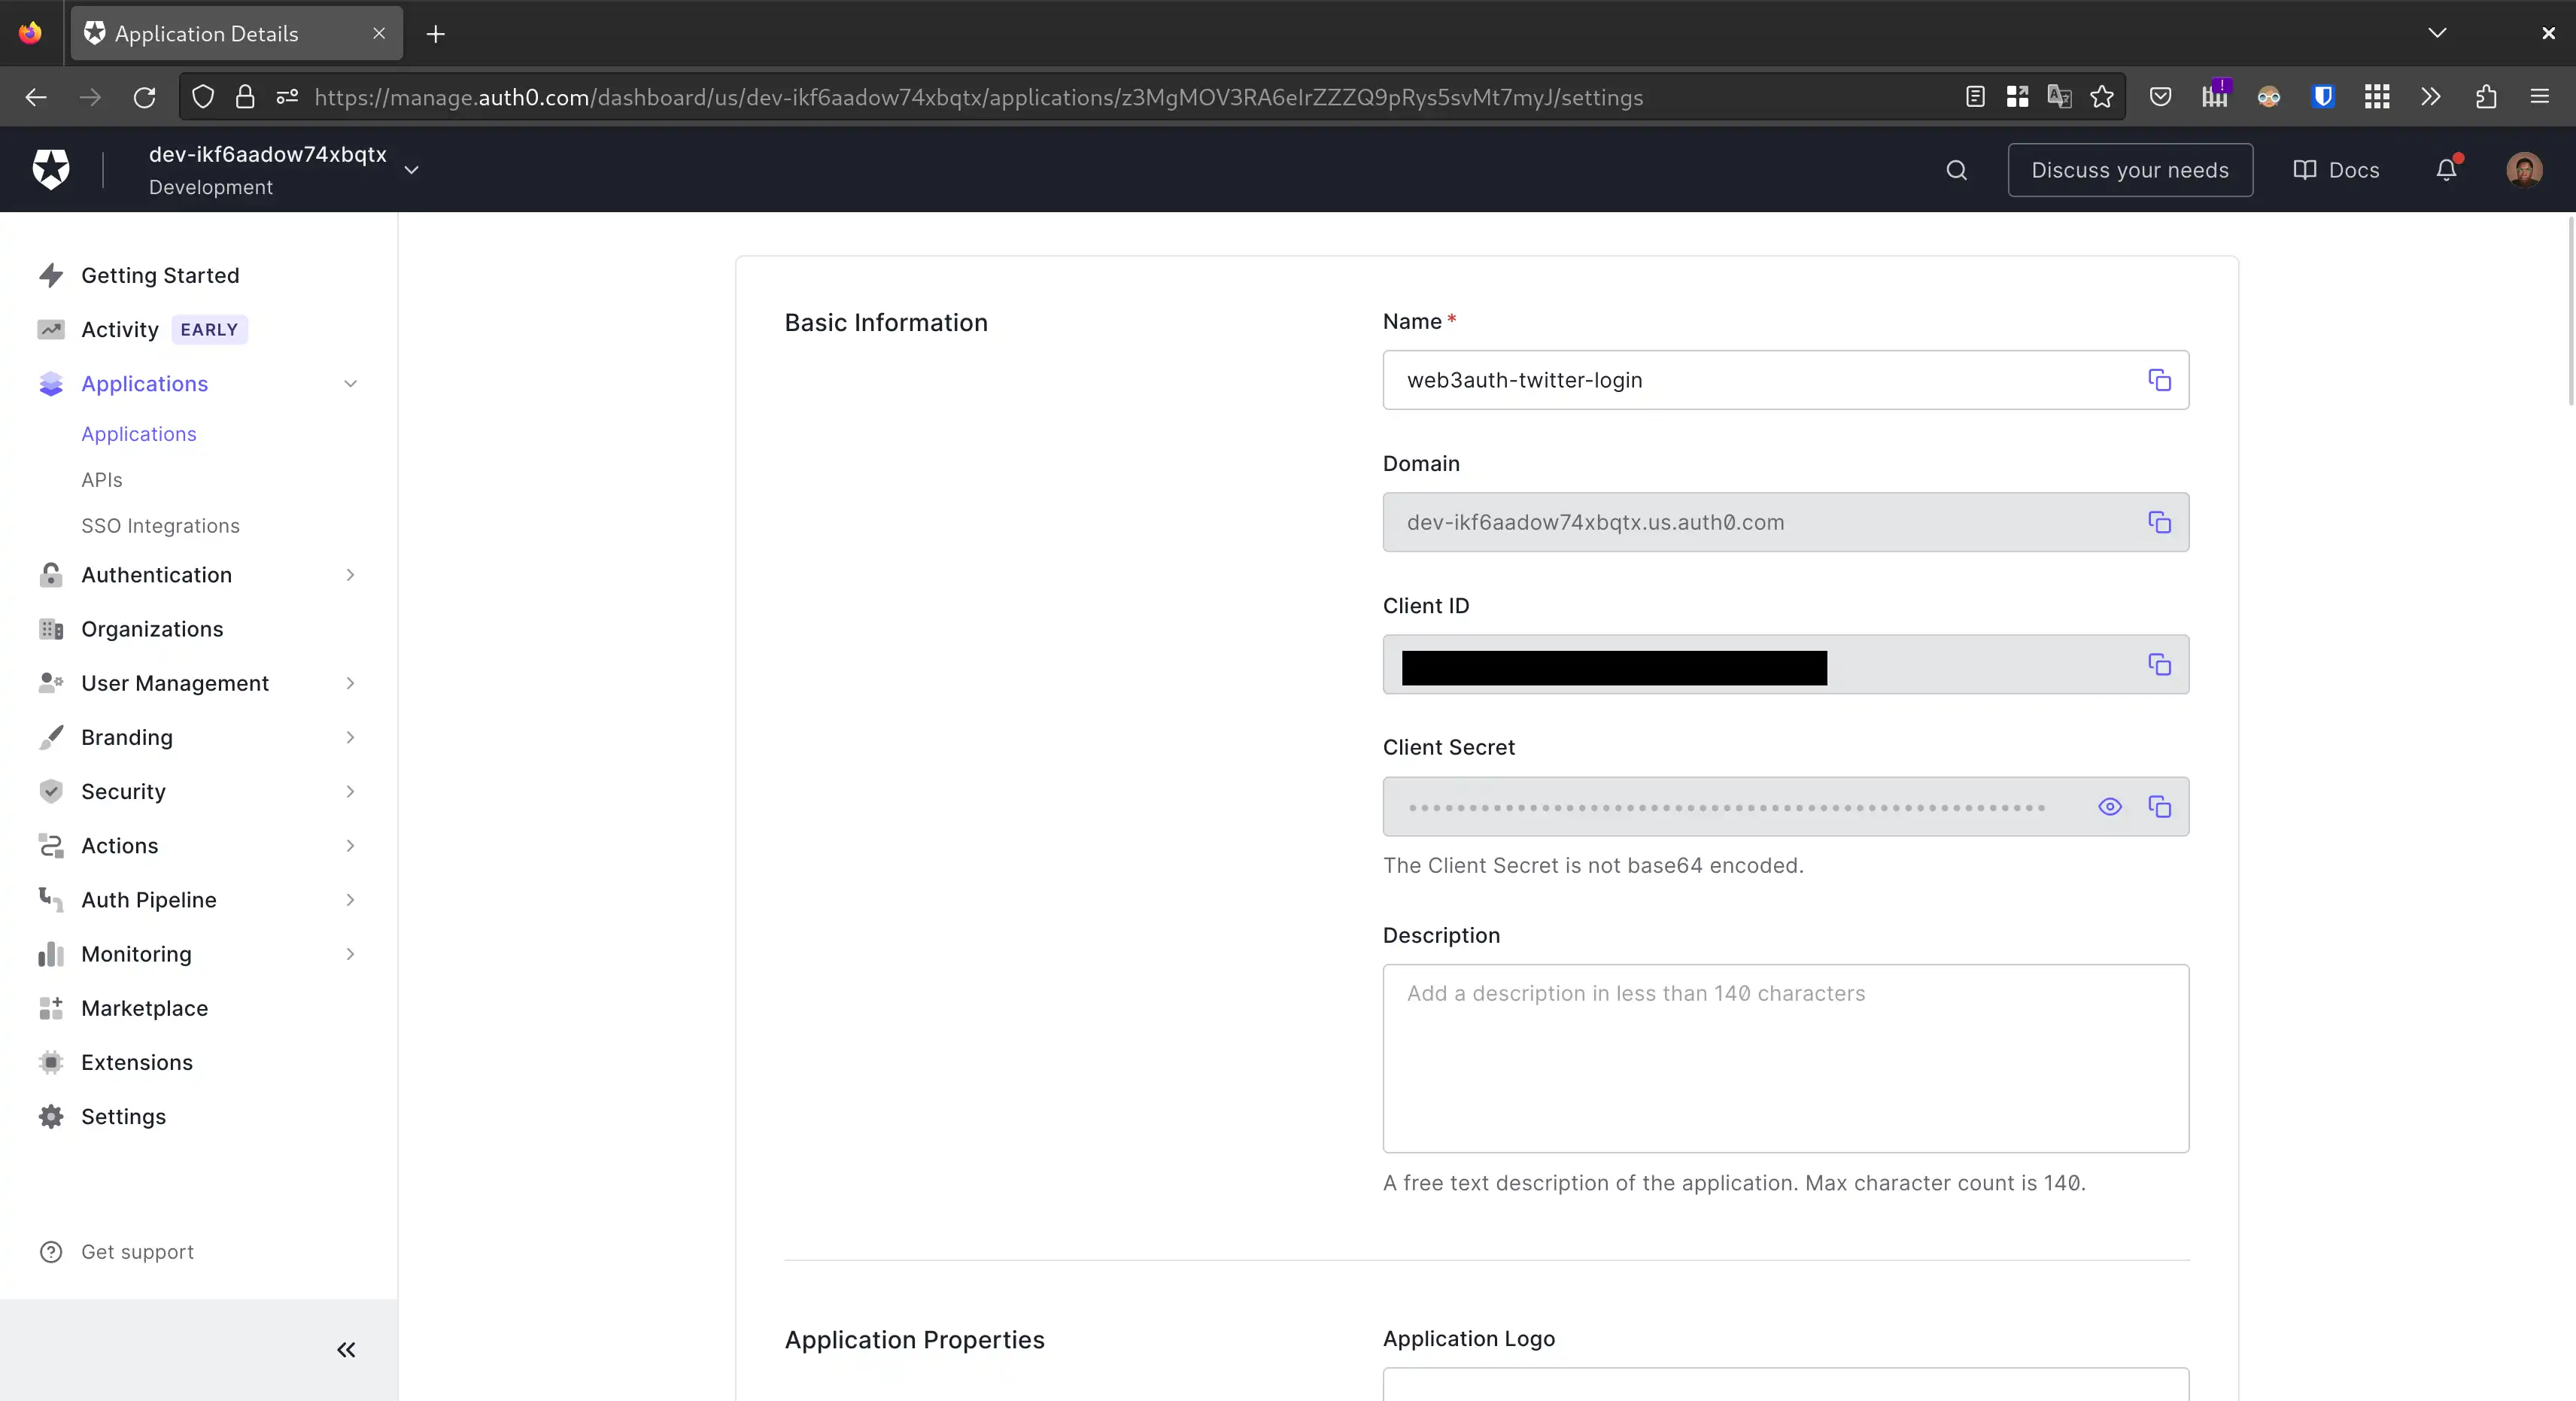 Application Details
https://manage.auth0.com/dashboard/us/dev-ikf6aadow74xbqtx/applications/z3MgMOV3RA6eIrZZZQ9pRys5svMt7myJ/settings
dev-ikf6aadow74xbqtx
Development
Discuss your needs
Docs
Getting Started
Activity EARLY
Applications
Applications
APIs
SSO Integrations
Authentication
Organizations
User Management
Branding
Security
Actions
Auth Pipeline
Monitoring
Marketplace
Extensions
Settings
Get support
Basic Information
Name *
web3auth-twitter-login
Domain
dev-ikf6aadow74xbqtx.us.auth0.com
Client ID
Client Secret
The Client Secret is not base64 encoded.
Description
Add a description in less than 140 characters
A free text description of the application. Max character count is 140.
Application Properties
Application Logo